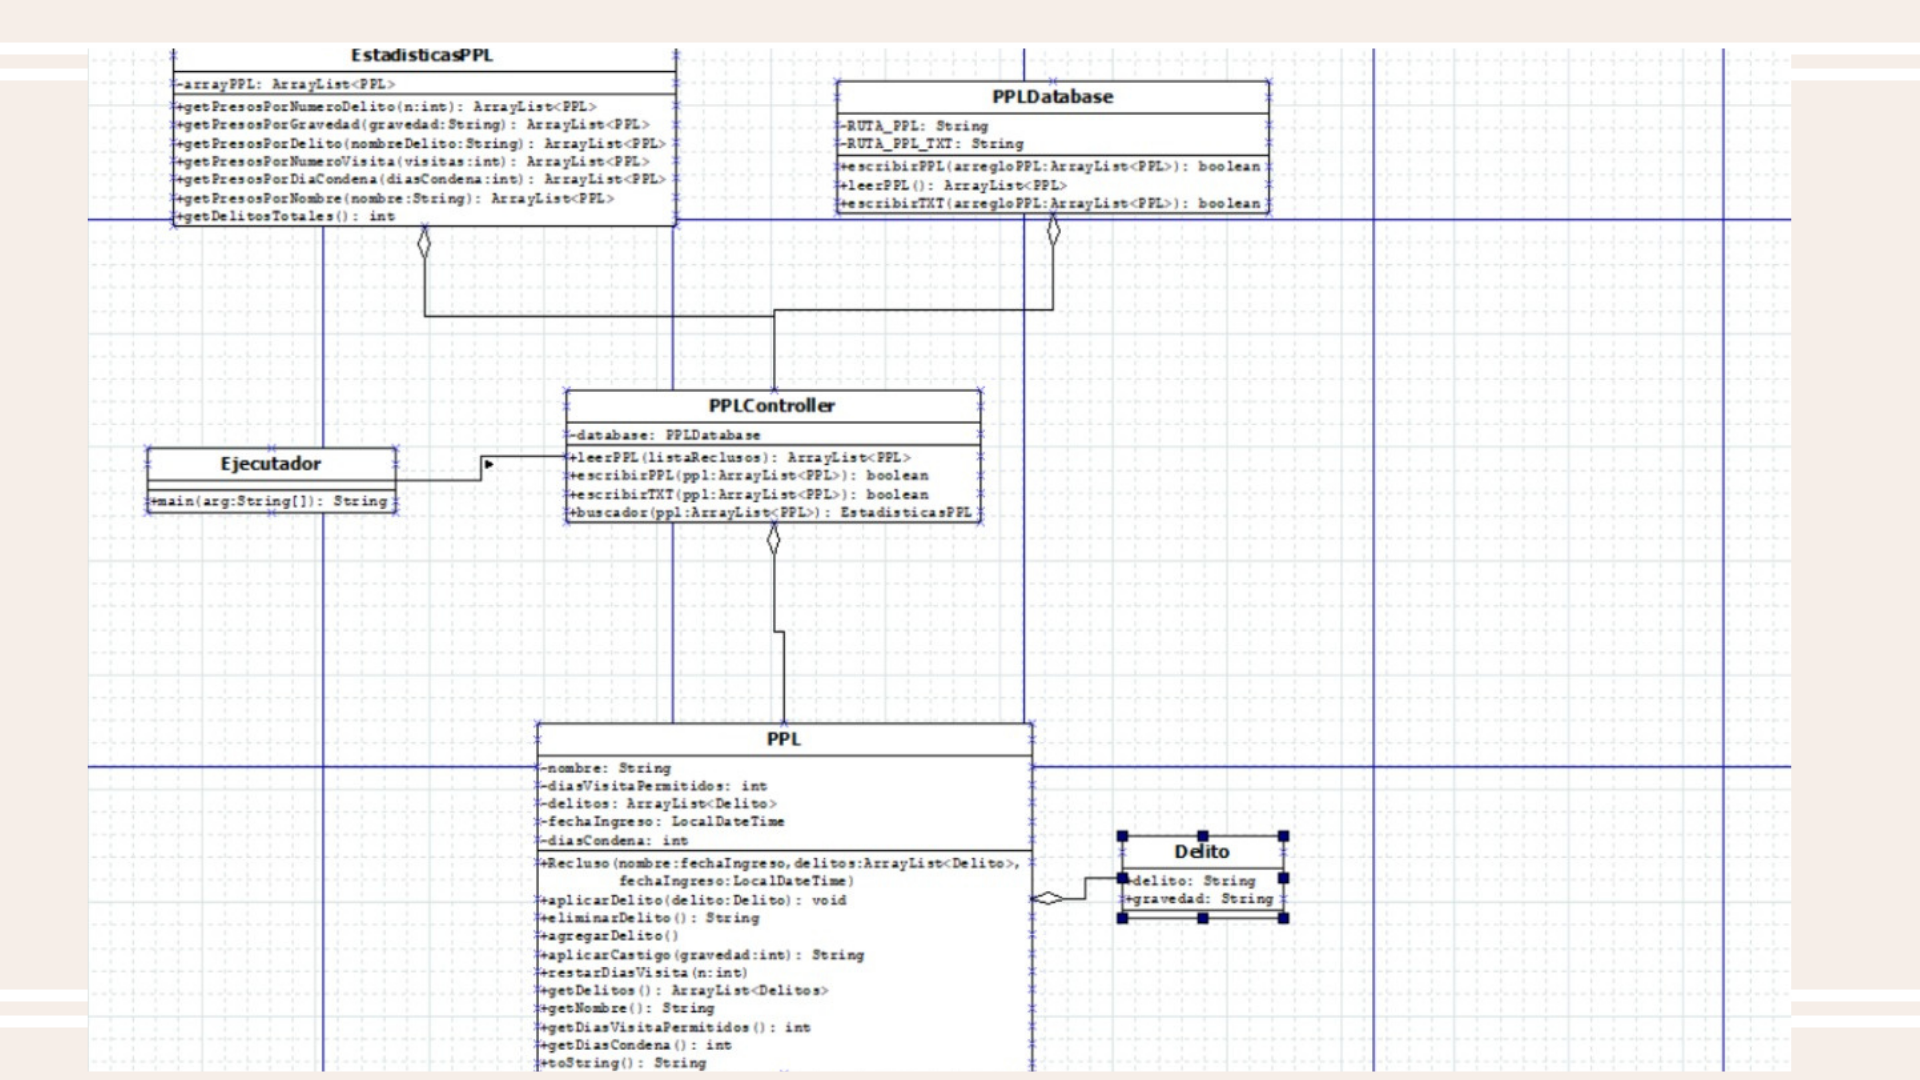 EstadisticasPPL
-arrayPPL: ArrayList<PPL>
+getPresosPorNumeroDelito(n:int): ArrayList<PPL>
+getPresosPorGravedad(gravedad:String): ArrayList<PPL>
+getPresosPorDelito(nombreDelito:String): ArrayList<PPL>
+getPresosPorNumeroVisita(visitas:int): ArrayList<PPL>
+getPresosPorDiaCondena(diasCondena:int): ArrayList<PPL>
+getPresosPorNombre(nombre:String): ArrayList<PPL>
+getDelitosTotales(): int
PPLDatabase
-RUTA_PPL: String
-RUTA_PPL_TXT: String
+escribirPPL(arregloPPL:ArrayList<PPL>): boolean
+leerPPL(): ArrayList<PPL>
+escribirTXT(arregloPPL:ArrayList<PPL>): boolean
PPLController
-database: PPLDatabase
+leerPPL(listaReclusos): ArrayList<PPL>
+escribirPPL(ppl:ArrayList<PPL>): boolean
+escribirTXT(ppl:ArrayList<PPL>): boolean
+buscador(ppl:ArrayList<PPL>): EstadisticasPPL
Ejecutador
+main(arg:String[]): String
PPL
-nombre: String
-diasVisitaPermitidos: int
-delitos: ArrayList<Delito>
-fechaIngreso: LocalDateTime
-diasCondena: int
+Recluso(nombre:fechaIngreso,delitos:ArrayList<Delito>,
fechaIngreso:LocalDateTime)
+aplicarDelito(delito:Delito): void
+eliminarDelito(): String
+agregarDelito()
+aplicarCastigo(gravedad:int): String
+restarDiasVisita(n:int)
+getDelitos(): ArrayList<Delitos>
+getNombre(): String
+getDiasVisitaPermitidos(): int
+getDiasCondena(): int
+toString(): String
Delito
+delito: String
+gravedad: String